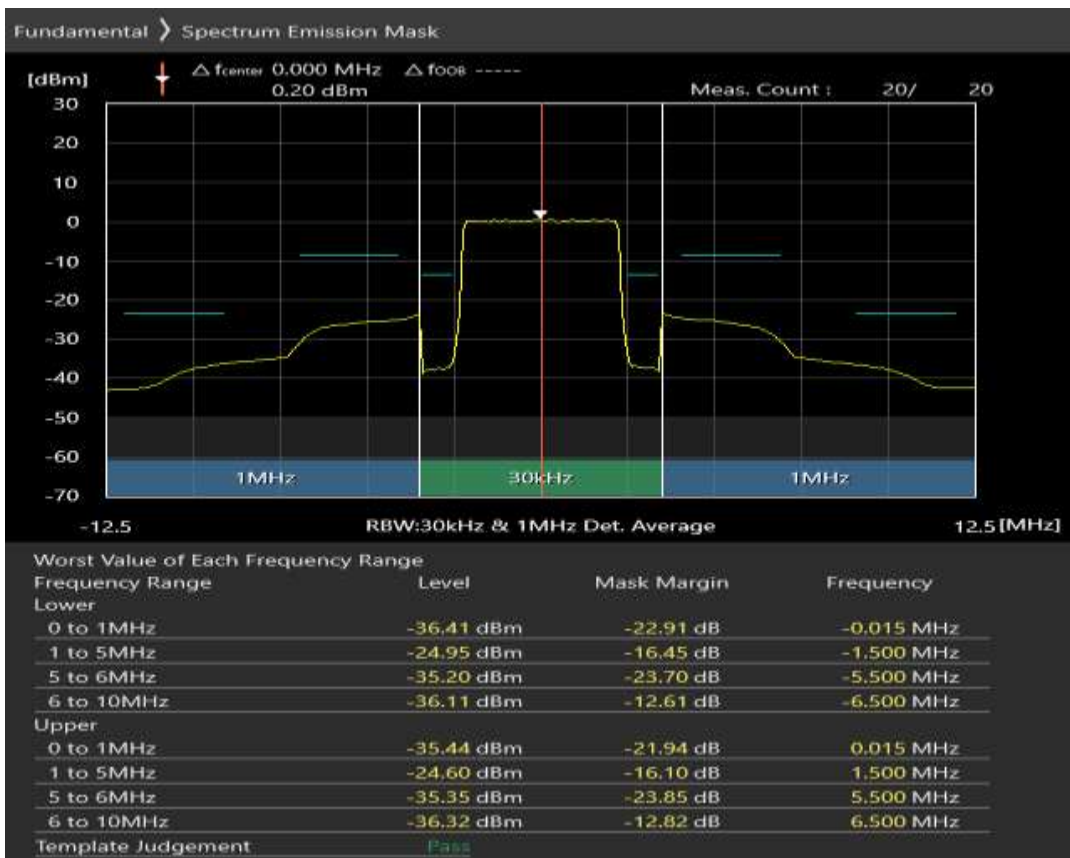 Fundamental ❯ Spectrum Emission Mask
[dBm] △ fcenter 0.000 MHz △ fOOB -----
0.20 dBm Meas. Count : 20/ 20
30
20
10
0
-10
-20
-30
-40
-50
-60
-70
1MHz 30kHz 1MHz
-12.5 RBW:30kHz & 1MHz Det. Average 12.5 [MHz]
Worst Value of Each Frequency Range
Frequency Range Level Mask Margin Frequency
Lower
0 to 1MHz -36.41 dBm -22.91 dB -0.015 MHz
1 to 5MHz -24.95 dBm -16.45 dB -1.500 MHz
5 to 6MHz -35.20 dBm -23.70 dB -5.500 MHz
6 to 10MHz -36.11 dBm -12.61 dB -6.500 MHz
Upper
0 to 1MHz -35.44 dBm -21.94 dB 0.015 MHz
1 to 5MHz -24.60 dBm -16.10 dB 1.500 MHz
5 to 6MHz -35.35 dBm -23.85 dB 5.500 MHz
6 to 10MHz -36.32 dBm -12.82 dB 6.500 MHz
Template Judgement Pass